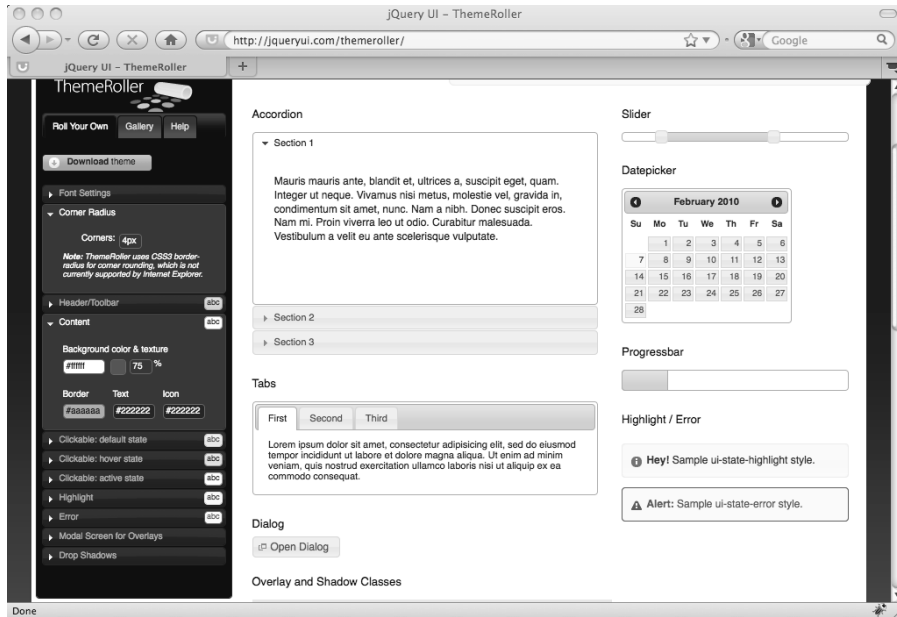 jQuery UI – ThemeRoller
http://jqueryui.com/themeroller/
Google
jQuery UI – ThemeRoller
ThemeRoller
Roll Your Own Gallery Help
Download theme
Font Settings
Corner Radius
Corners: 4px
Note: ThemeRoller uses CSS3 border-
radius for corner rounding, which is not
currently supported by Internet Explorer.
Header/Toolbar abc
Content abc
Background color & texture
#ffffff 75 %
Border Text Icon
#aaaaaa #222222 #222222
Clickable: default state abc
Clickable: hover state abc
Clickable: active state abc
Highlight abc
Error abc
Modal Screen for Overlays
Drop Shadows
Accordion
Section 1
Mauris mauris ante, blandit et, ultrices a, suscipit eget, quam.
Integer ut neque. Vivamus nisi metus, molestie vel, gravida in,
condimentum sit amet, nunc. Nam a nibh. Donec suscipit eros.
Nam mi. Proin viverra leo ut odio. Curabitur malesuada.
Vestibulum a velit eu ante scelerisque vulputate.
Section 2
Section 3
Tabs
First Second Third
Lorem ipsum dolor sit amet, consectetur adipisicing elit, sed do eiusmod
tempor incididunt ut labore et dolore magna aliqua. Ut enim ad minim
veniam, quis nostrud exercitation ullamco laboris nisi ut aliquip ex ea
commodo consequat.
Dialog
Open Dialog
Overlay and Shadow Classes
Slider
Datepicker
February 2010
Su Mo Tu We Th Fr Sa
1 2 3 4 5 6
7 8 9 10 11 12 13
14 15 16 17 18 19 20
21 22 23 24 25 26 27
28
Progressbar
Highlight / Error
Hey! Sample ui-state-highlight style.
Alert: Sample ui-state-error style.
Done